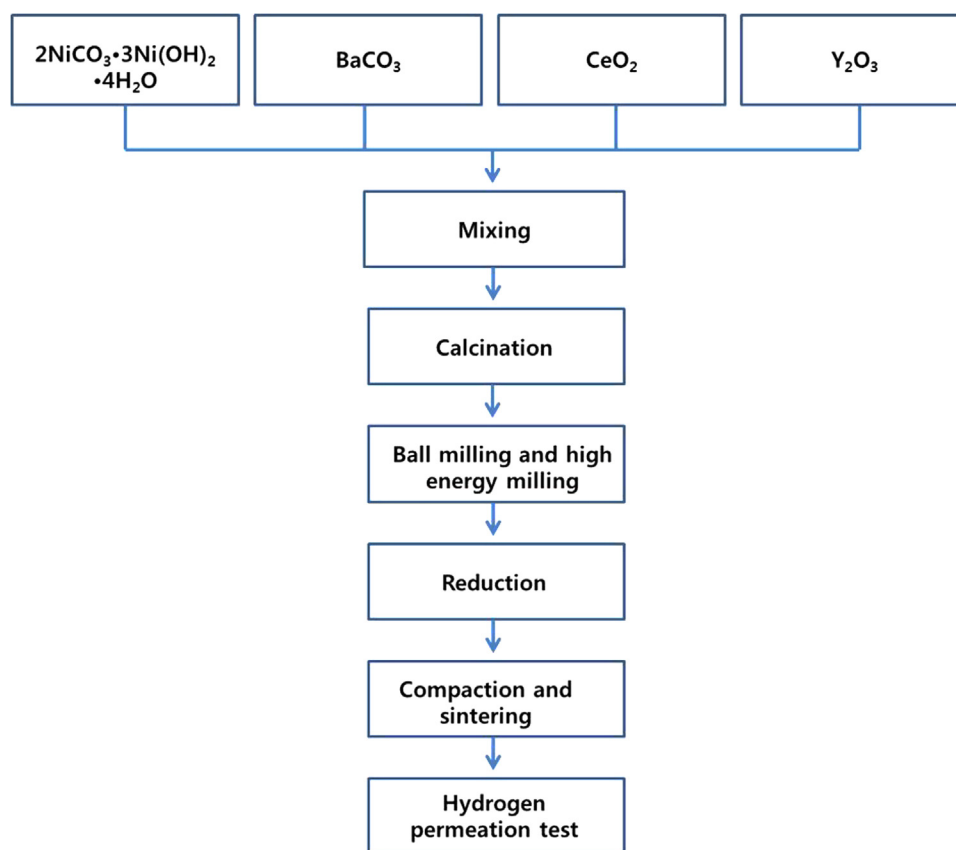 2NiCO₃•3Ni(OH)₂
•4H₂O
BaCO₃
CeO₂
Y₂O₃
Mixing
Calcination
Ball milling and high
energy milling
Reduction
Compaction and
sintering
Hydrogen
permeation test